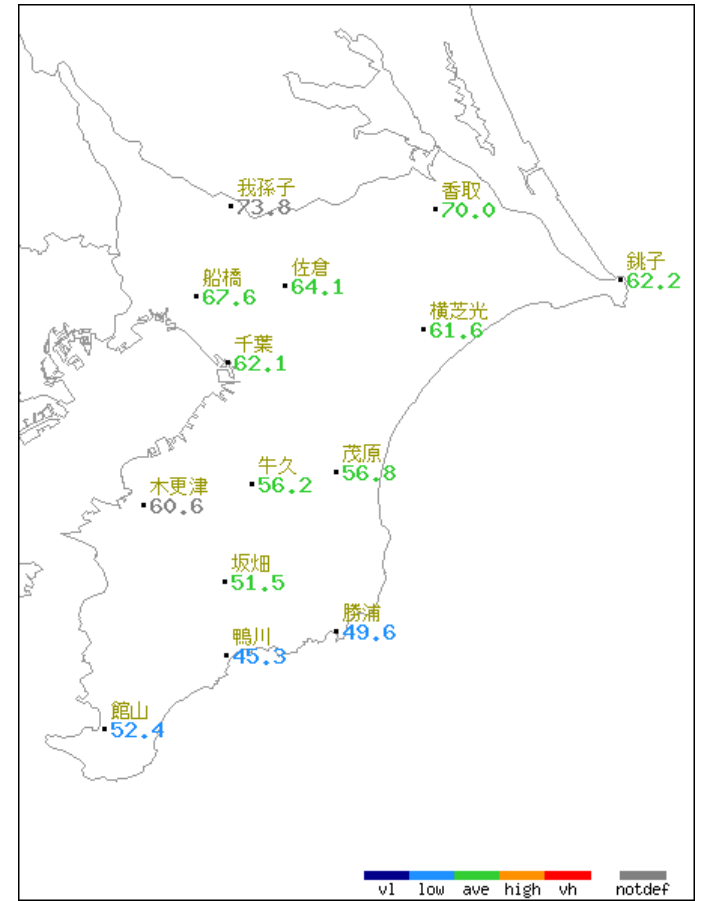 我孫子
73.8
香取
70.0
銚子
62.2
船橋
67.6
佐倉
64.1
横芝光
61.6
千葉
62.1
茂原
56.8
牛久
56.2
木更津
60.6
坂畑
51.5
勝浦
49.6
鴨川
45.3
館山
52.4
vl low ave high vh notdef